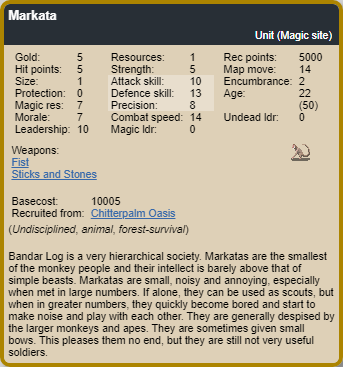 Markata
Unit (Magic site)
Gold: 5 Resources: 1 Rec points: 5000
Hit points: 5 Strength: 5 Map move: 14
Size: 1 Attack skill: 10 Encumbrance: 2
Protection: 0 Defence skill: 13 Age: 22
Magic res: 7 Precision: 8 (50)
Morale: 7 Combat speed: 14 Undead ldr: 0
Leadership: 10 Magic ldr: 0
Weapons:
Fist
Sticks and Stones
Basecost: 10005
Recruited from: Chitterpalm Oasis
(Undisciplined, animal, forest-survival)
Bandar Log is a very hierarchical society. Markatas are the smallest
of the monkey people and their intellect is barely above that of
simple beasts. Markatas are small, noisy and annoying, especially
when met in large numbers. If alone, they can be used as scouts, but
when in greater numbers, they quickly become bored and start to
make noise and play with each other. They are generally despised by
the larger monkeys and apes. They are sometimes given small
bows. This pleases them no end, but they are still not very useful
soldiers.